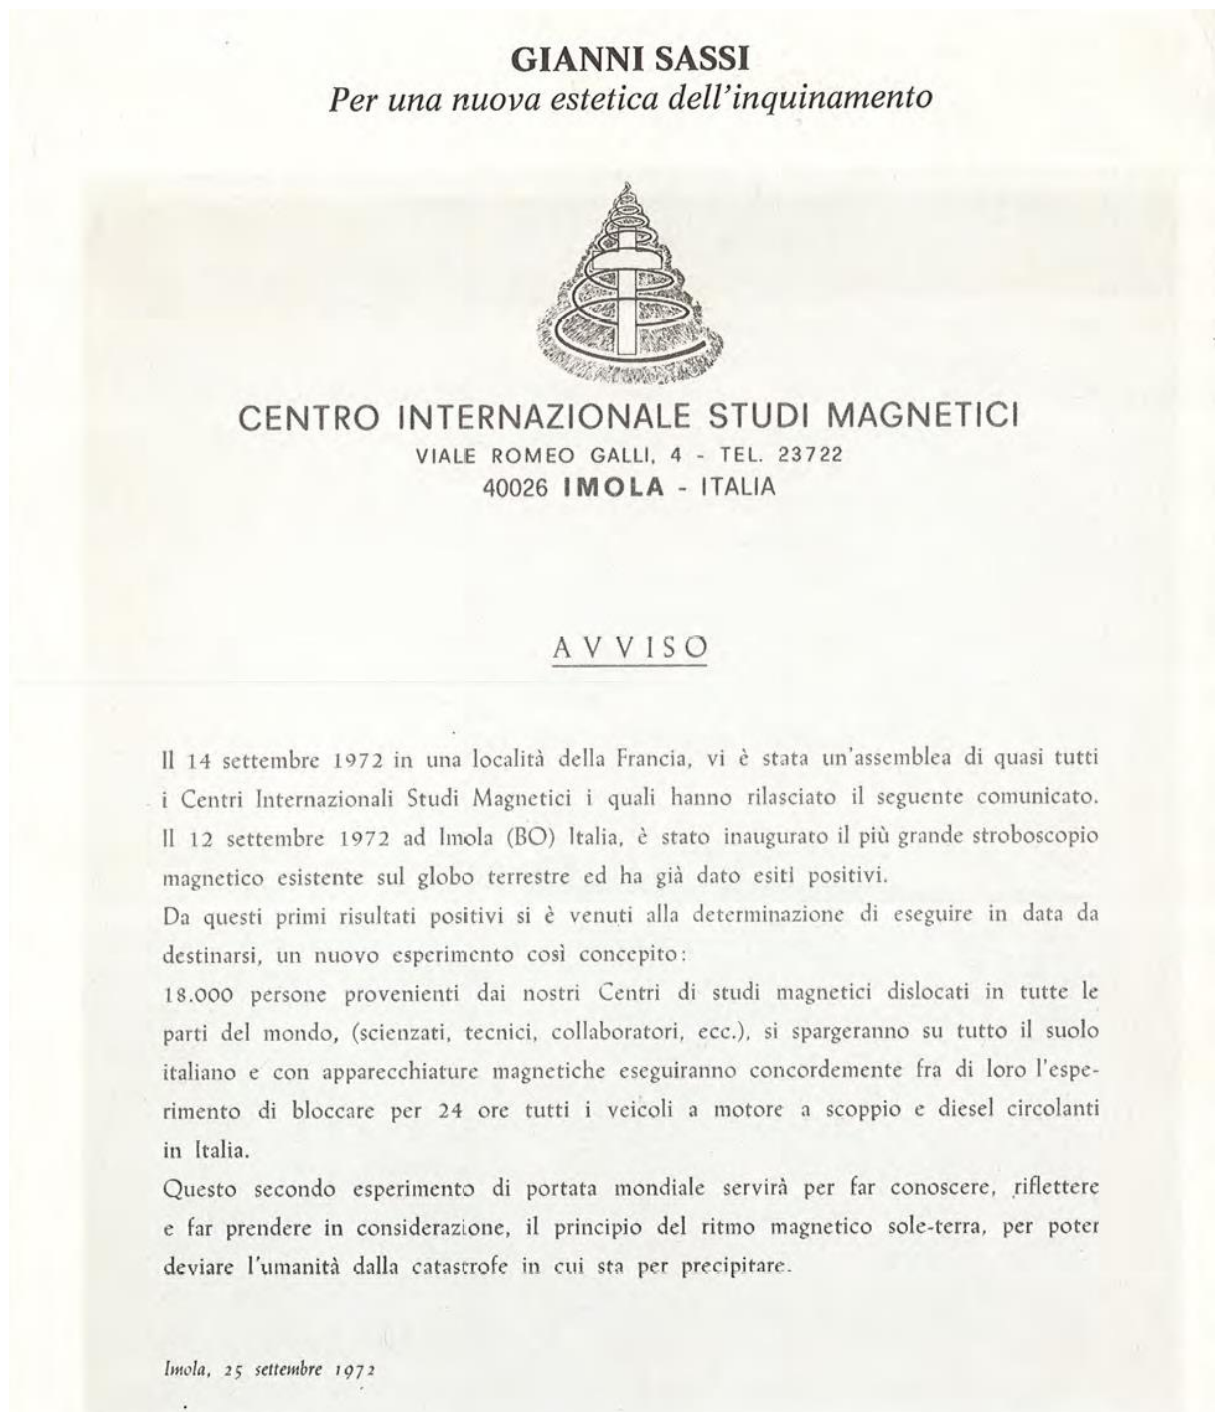 GIANNI SASSI
Per una nuova estetica dell'inquinamento
CENTRO INTERNAZIONALE STUDI MAGNETICI
VIALE ROMEO GALLI, 4 - TEL. 23722
40026 IMOLA - ITALIA
AVVISO
Il 14 settembre 1972 in una località della Francia, vi è stata un'assemblea di quasi tutti
i Centri Internazionali Studi Magnetici i quali hanno rilasciato il seguente comunicato.
Il 12 settembre 1972 ad Imola (BO) Italia, è stato inaugurato il più grande stroboscopio
magnetico esistente sul globo terrestre ed ha già dato esiti positivi.
Da questi primi risultati positivi si è venuti alla determinazione di eseguire in data da
destinarsi, un nuovo esperimento così concepito:
18.000 persone provenienti dai nostri Centri di studi magnetici dislocati in tutte le
parti del mondo, (scienzati, tecnici, collaboratori, ecc.), si spargeranno su tutto il suolo
italiano e con apparecchiature magnetiche eseguiranno concordemente fra di loro l'espe-
rimento di bloccare per 24 ore tutti i veicoli a motore a scoppio e diesel circolanti
in Italia.
Questo secondo esperimento di portata mondiale servirà per far conoscere, riflettere
e far prendere in considerazione, il principio del ritmo magnetico sole-terra, per poter
deviare l'umanità dalla catastrofe in cui sta per precipitare.
Imola, 25 settembre 1972